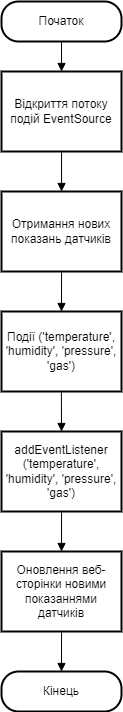 Початок
Відкриття потоку
подій EventSource
Отримання нових
показань датчиків
Події ('temperature',
'humidity', 'pressure',
'gas')
addEventListener
('temperature',
'humidity', 'pressure',
'gas')
Оновлення веб-
сторінки новими
показаннями
датчиків
Кінець